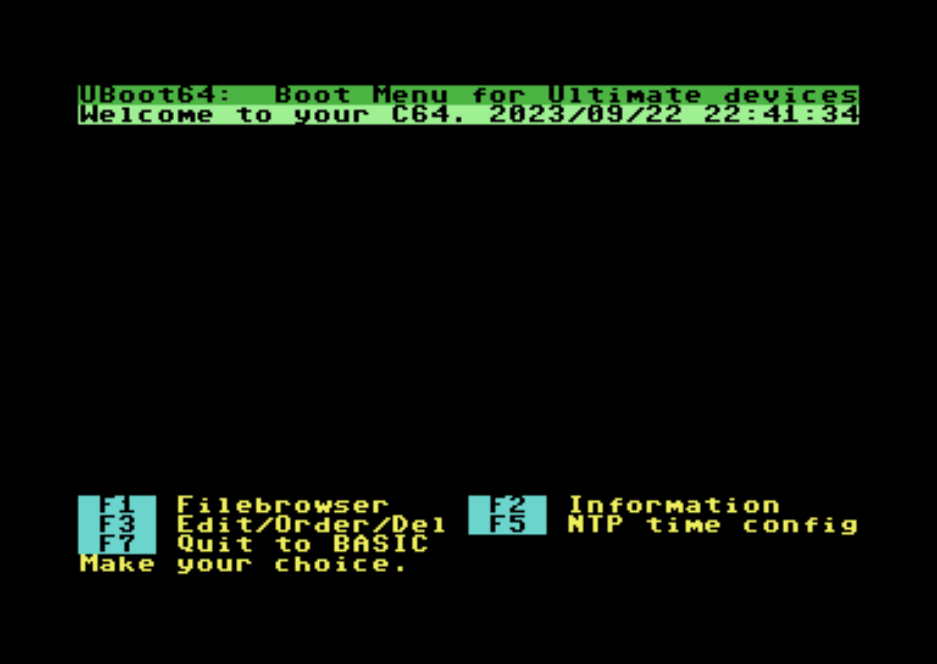 UBoot64: Boot Menu for Ultimate devices
Welcome to your C64. 2023/09/22 22:41:34
F1 Filebrowser F2 Information
F3 Edit/Order/Del F5 NTP time config
F7 Quit to BASIC
Make your choice.